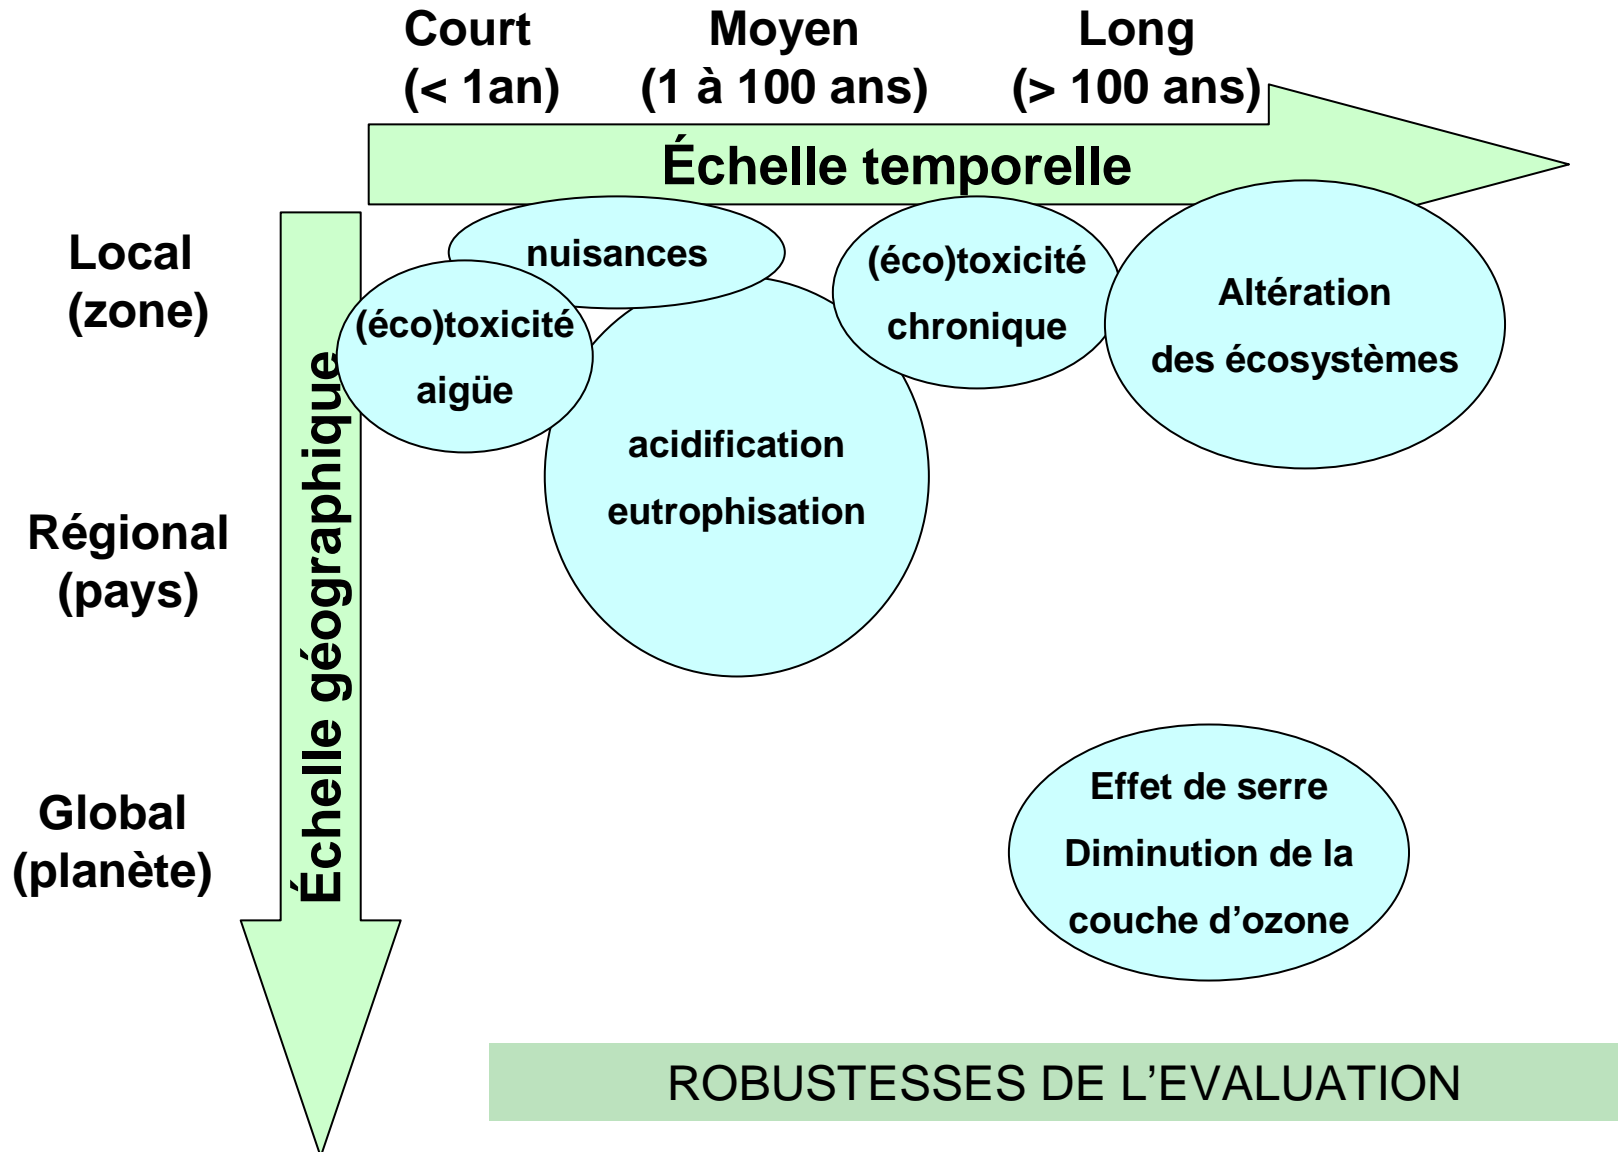 Court
(< 1an)
Moyen
(1 à 100 ans)
Long
(> 100 ans)
Échelle temporelle
Local
(zone)
Régional
(pays)
Global
(planète)
Échelle géographique
nuisances
(éco)toxicité
aigüe
(éco)toxicité
chronique
Altération
des écosystèmes
acidification
eutrophisation
Effet de serre
Diminution de la
couche d’ozone
ROBUSTESSES DE L’EVALUATION